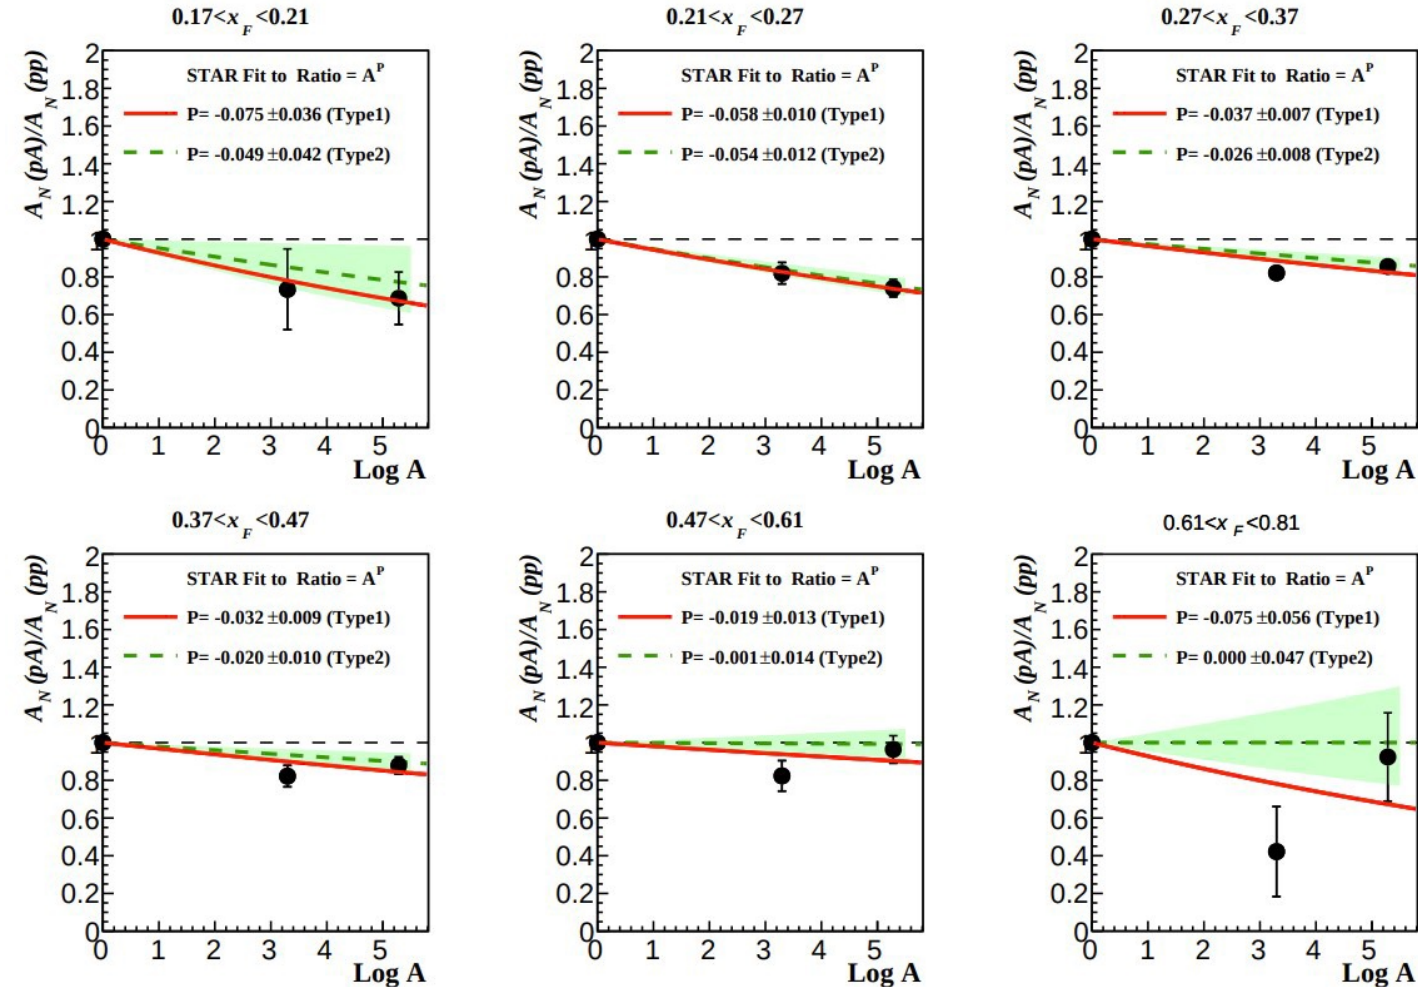 0.17<x_F<0.21
A_N (pA)/A_N (pp)
2
1.8
1.6
1.4
1.2
1
0.8
0.6
0.4
0.2
0
STAR Fit to Ratio = A^P
P= -0.075 ±0.036 (Type1)
P= -0.049 ±0.042 (Type2)
0 1 2 3 4 5
Log A
0.21<x_F<0.27
A_N (pA)/A_N (pp)
2
1.8
1.6
1.4
1.2
1
0.8
0.6
0.4
0.2
0
STAR Fit to Ratio = A^P
P= -0.058 ±0.010 (Type1)
P= -0.054 ±0.012 (Type2)
0 1 2 3 4 5
Log A
0.27<x_F<0.37
A_N (pA)/A_N (pp)
2
1.8
1.6
1.4
1.2
1
0.8
0.6
0.4
0.2
0
STAR Fit to Ratio = A^P
P= -0.037 ±0.007 (Type1)
P= -0.026 ±0.008 (Type2)
0 1 2 3 4 5
Log A
0.37<x_F<0.47
A_N (pA)/A_N (pp)
2
1.8
1.6
1.4
1.2
1
0.8
0.6
0.4
0.2
0
STAR Fit to Ratio = A^P
P= -0.032 ±0.009 (Type1)
P= -0.020 ±0.010 (Type2)
0 1 2 3 4 5
Log A
0.47<x_F<0.61
A_N (pA)/A_N (pp)
2
1.8
1.6
1.4
1.2
1
0.8
0.6
0.4
0.2
0
STAR Fit to Ratio = A^P
P= -0.019 ±0.013 (Type1)
P= -0.001 ±0.014 (Type2)
0 1 2 3 4 5
Log A
0.61<x_F<0.81
A_N (pA)/A_N (pp)
2
1.8
1.6
1.4
1.2
1
0.8
0.6
0.4
0.2
0
STAR Fit to Ratio = A^P
P= -0.075 ±0.056 (Type1)
P= 0.000 ±0.047 (Type2)
0 1 2 3 4 5
Log A